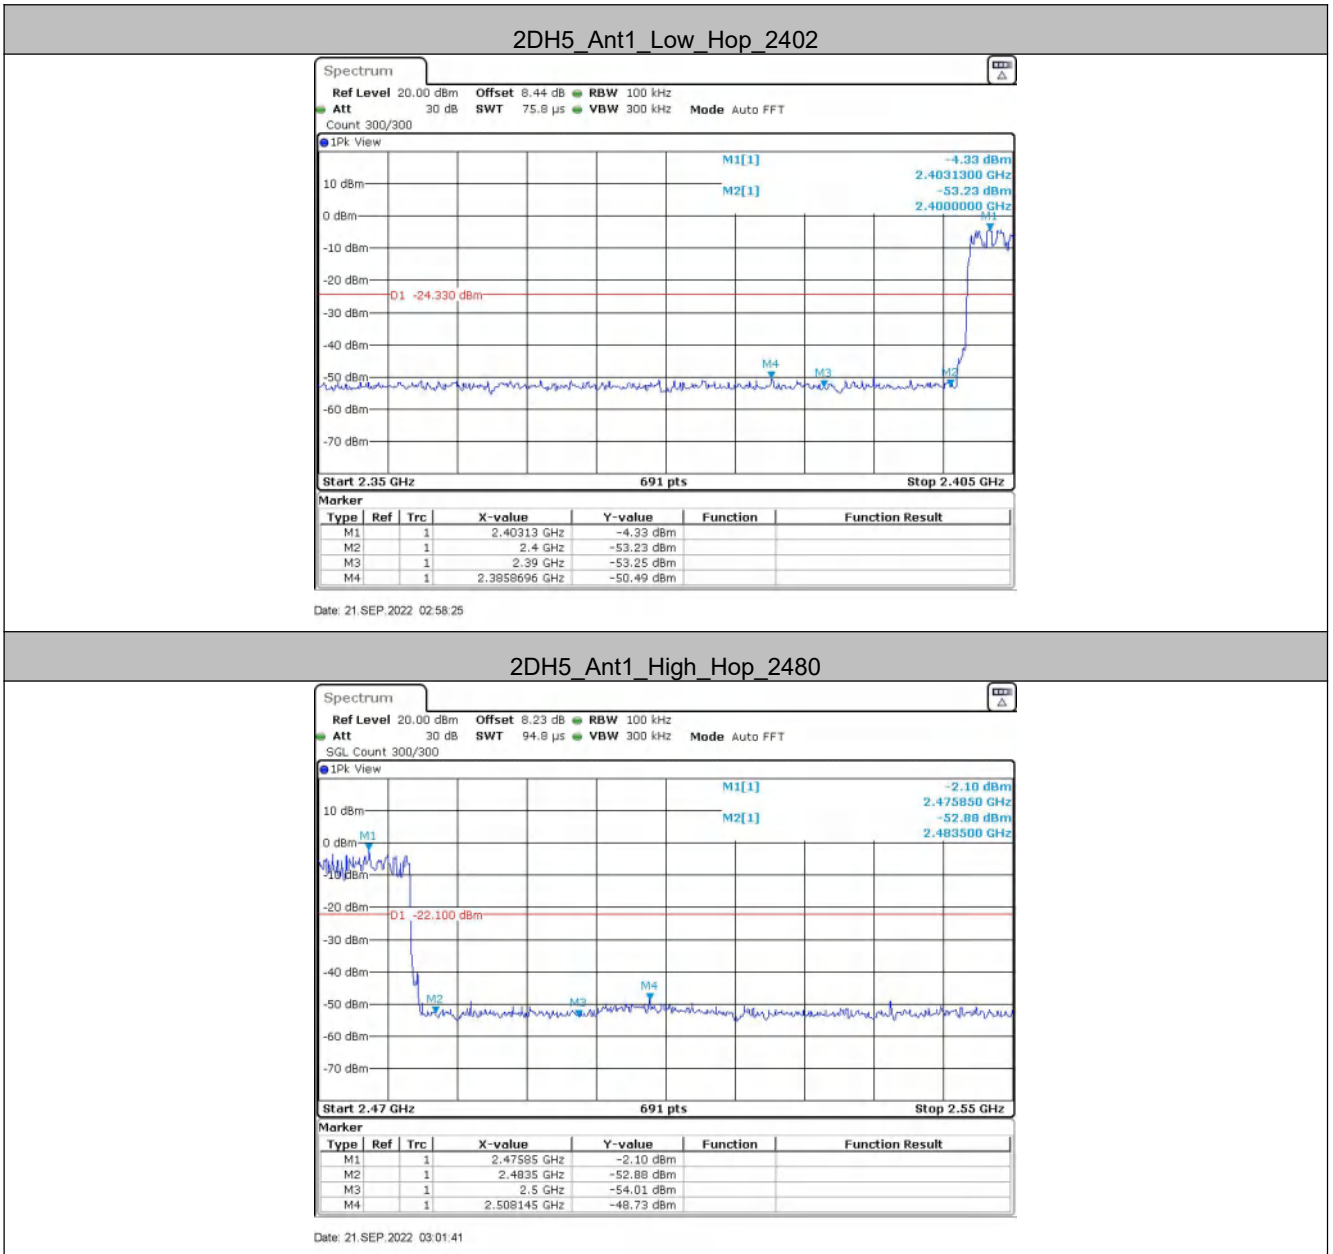 2DH5_Ant1_Low_Hop_2402
Spectrum
Ref Level 20.00 dBm Offset 8.44 dB RBW 100 kHz
Att 30 dB SWT 75.8 µs VBW 300 kHz Mode Auto FFT
Count 300/300
1Pk View
M1[1] -4.33 dBm
2.4031300 GHz
10 dBm
M2[1] -53.23 dBm
2.4000000 GHz
0 dBm
M1
-10 dBm
-20 dBm
D1 -24.330 dBm
-30 dBm
-40 dBm
M4
M3
M2
-50 dBm
-60 dBm
-70 dBm
Start 2.35 GHz 691 pts Stop 2.405 GHz
Marker
Type Ref Trc X-value Y-value Function Function Result
M1 1 2.40313 GHz -4.33 dBm
M2 1 2.4 GHz -53.23 dBm
M3 1 2.39 GHz -53.25 dBm
M4 1 2.3858696 GHz -50.49 dBm
Date: 21.SEP.2022 02:58:25
2DH5_Ant1_High_Hop_2480
Spectrum
Ref Level 20.00 dBm Offset 8.23 dB RBW 100 kHz
Att 30 dB SWT 94.8 µs VBW 300 kHz Mode Auto FFT
SGL Count 300/300
1Pk View
M1[1] -2.10 dBm
2.475850 GHz
10 dBm
M2[1] -52.88 dBm
2.483500 GHz
0 dBm
M1
-10 dBm
-20 dBm
D1 -22.100 dBm
-30 dBm
-40 dBm
M4
M2
M3
-50 dBm
-60 dBm
-70 dBm
Start 2.47 GHz 691 pts Stop 2.55 GHz
Marker
Type Ref Trc X-value Y-value Function Function Result
M1 1 2.47585 GHz -2.10 dBm
M2 1 2.4835 GHz -52.88 dBm
M3 1 2.5 GHz -54.01 dBm
M4 1 2.508145 GHz -48.73 dBm
Date: 21.SEP.2022 03:01:41